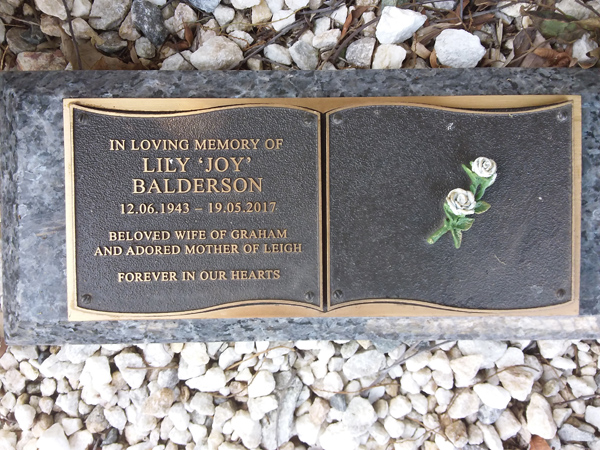 IN LOVING MEMORY OF
LILY ‘JOY’
BALDERSON
12.06.1943 – 19.05.2017
BELOVED WIFE OF GRAHAM
AND ADORED MOTHER OF LEIGH
FOREVER IN OUR HEARTS